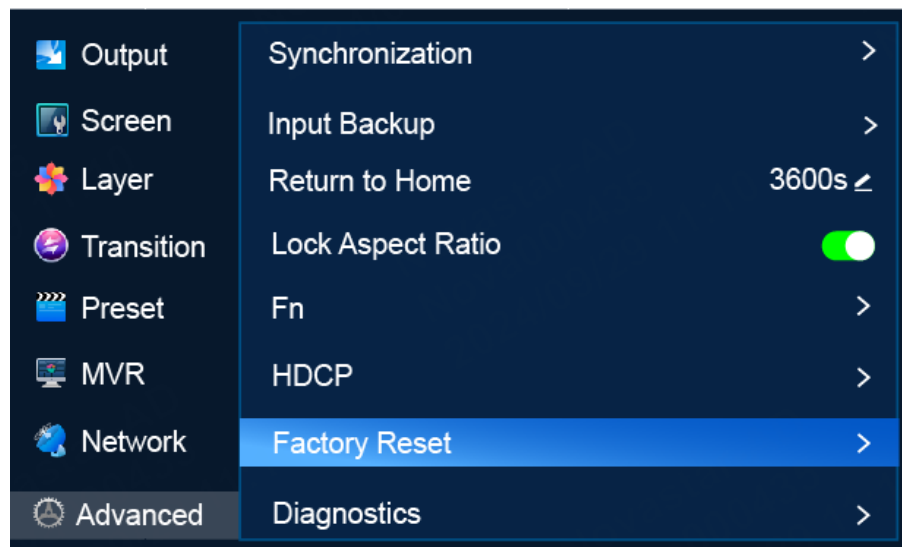 Output
Screen
Layer
Transition
Preset
MVR
Network
Advanced
Synchronization
Input Backup
Return to Home 3600s
Lock Aspect Ratio
Fn
HDCP
Factory Reset
Diagnostics